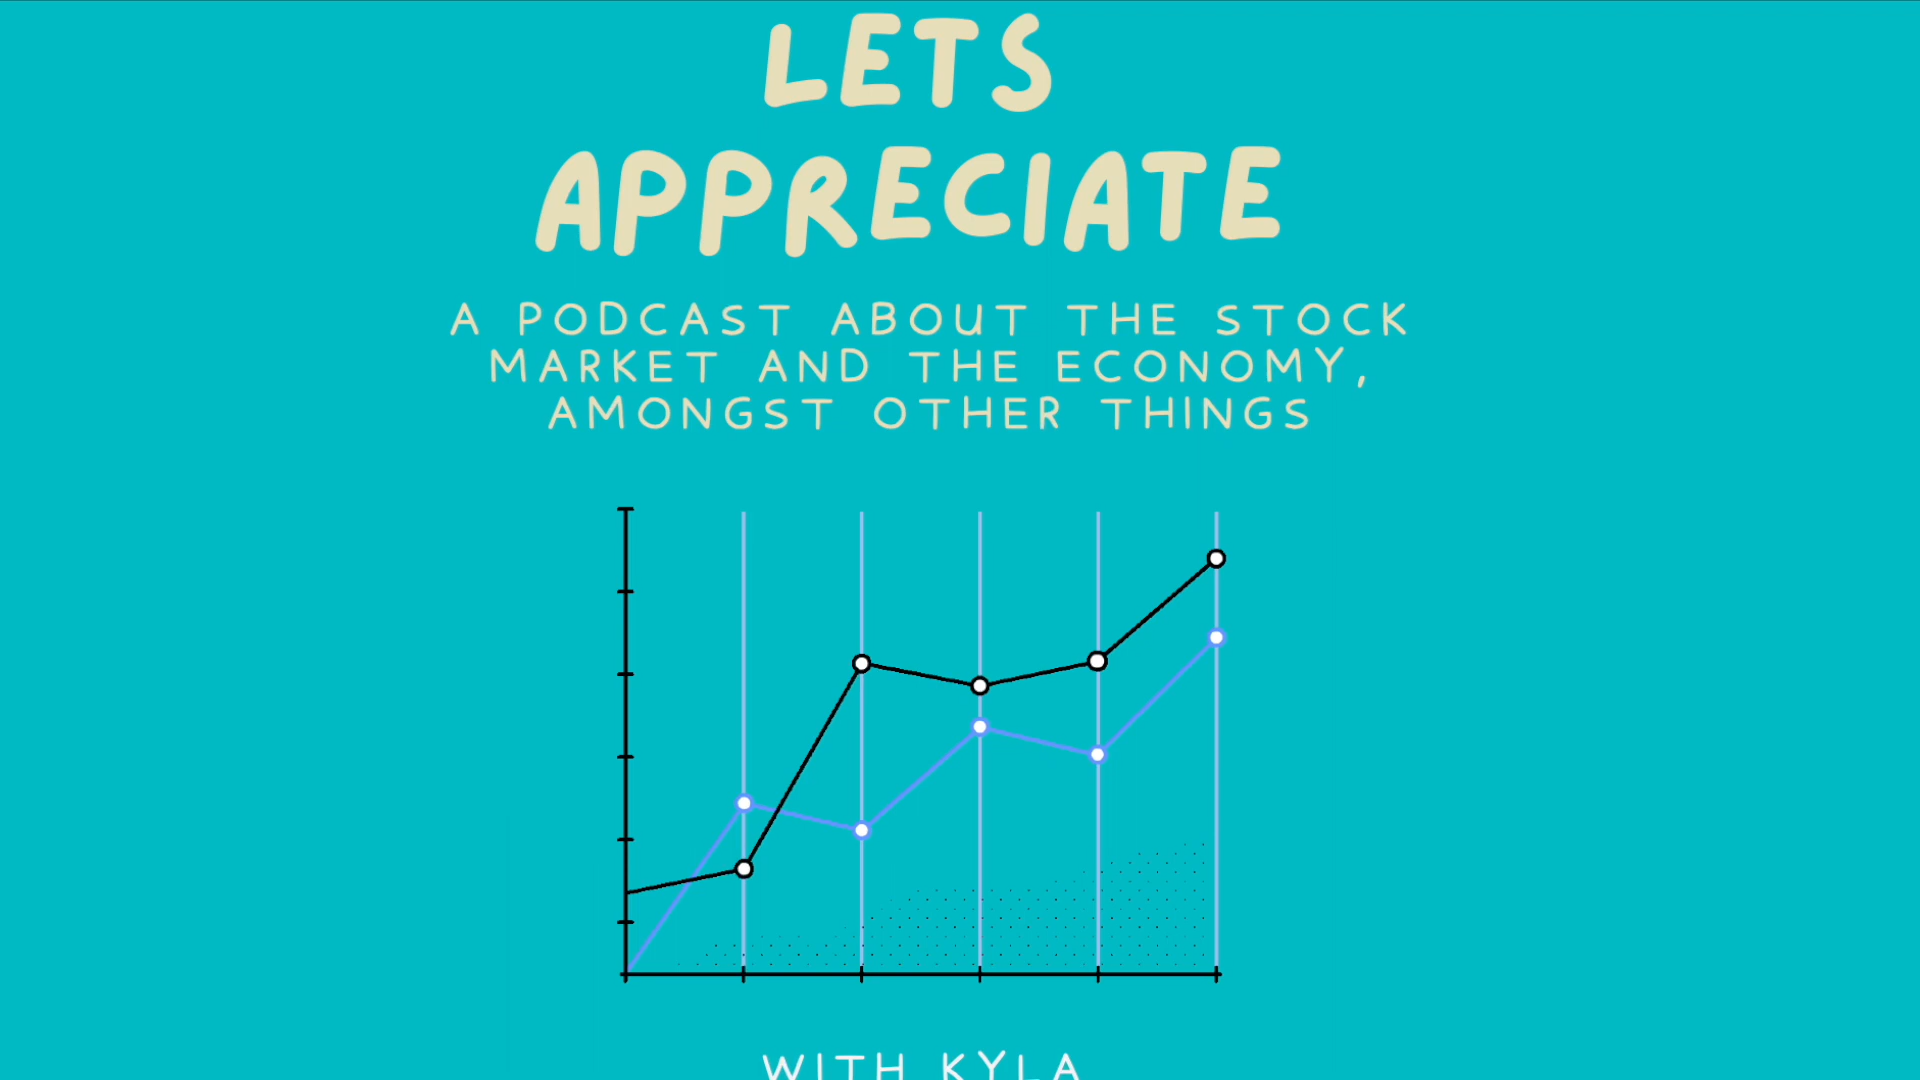 LETS
APPRECIATE
A PODCAST ABOUT THE STOCK
MARKET AND THE ECONOMY,
AMONGST OTHER THINGS
WITH KYLA